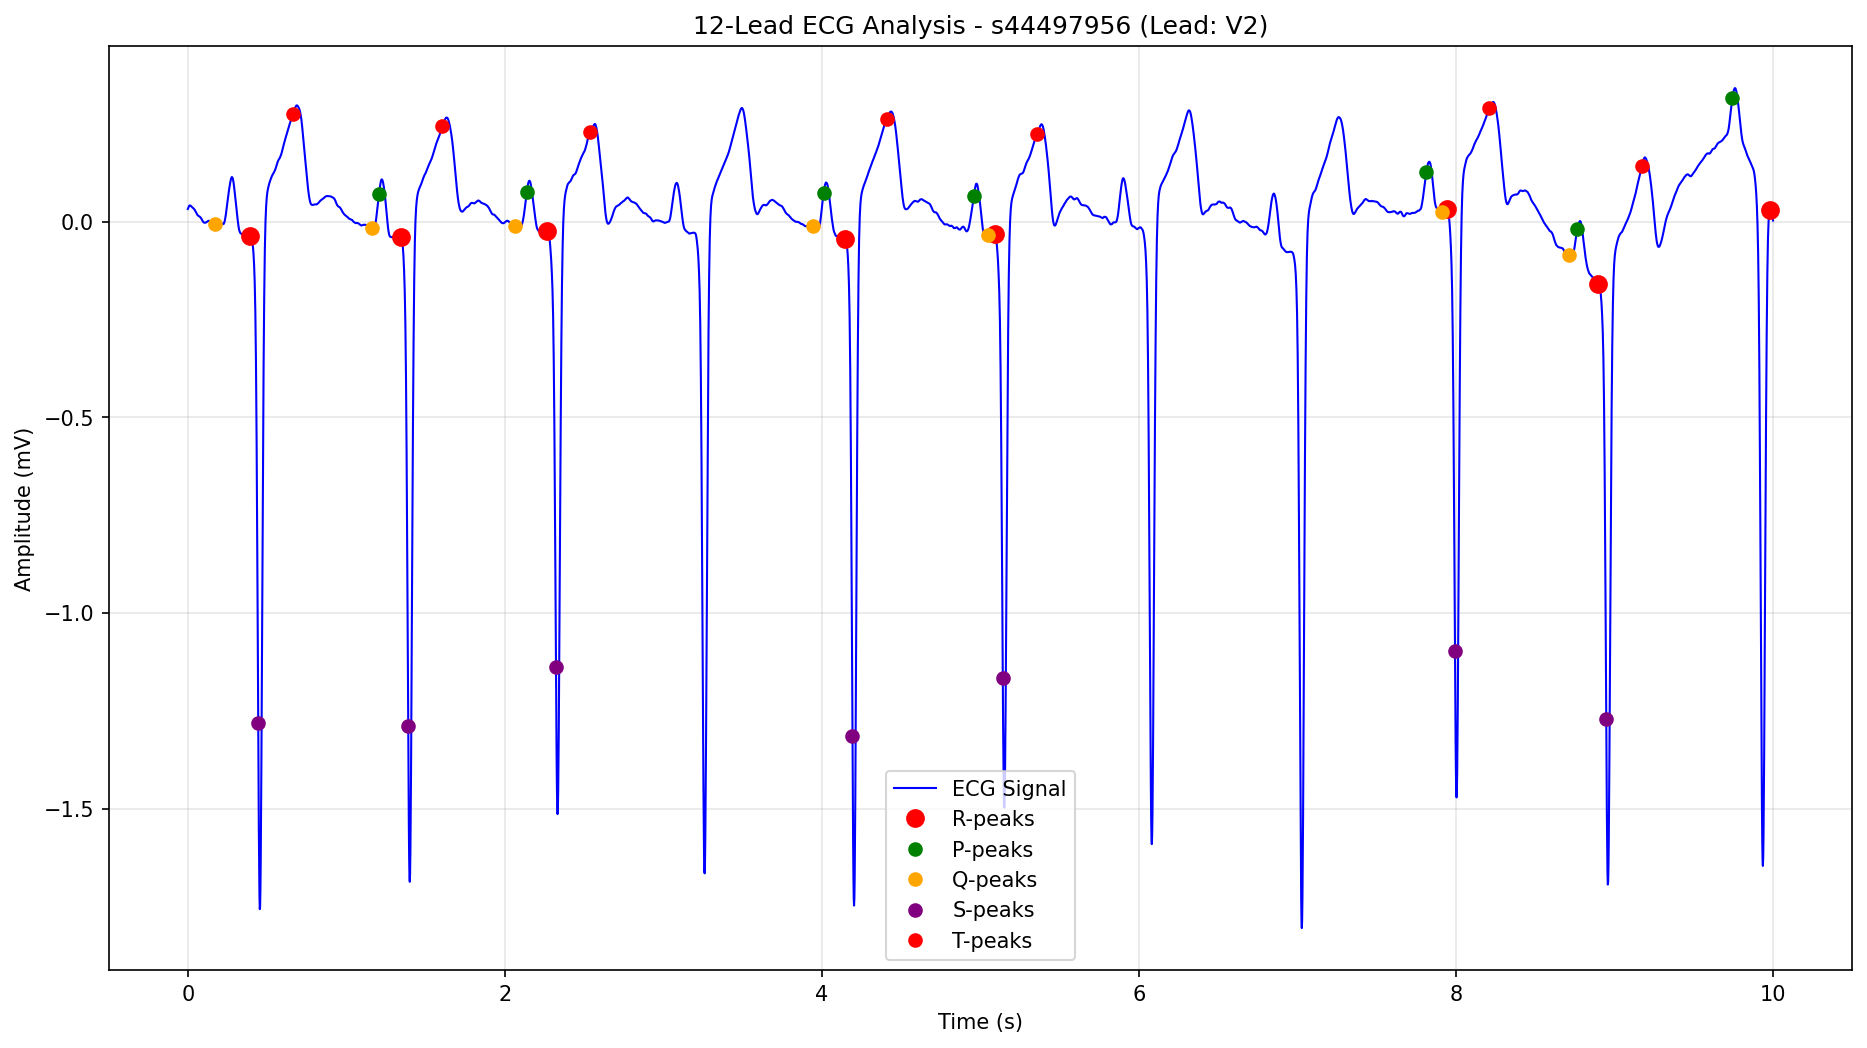 12-Lead ECG Analysis - s44497956 (Lead: V2)
Amplitude (mV)
0.0
−0.5
−1.0
−1.5
ECG Signal
R-peaks
P-peaks
Q-peaks
S-peaks
T-peaks
0 2 4 6 8 10
Time (s)